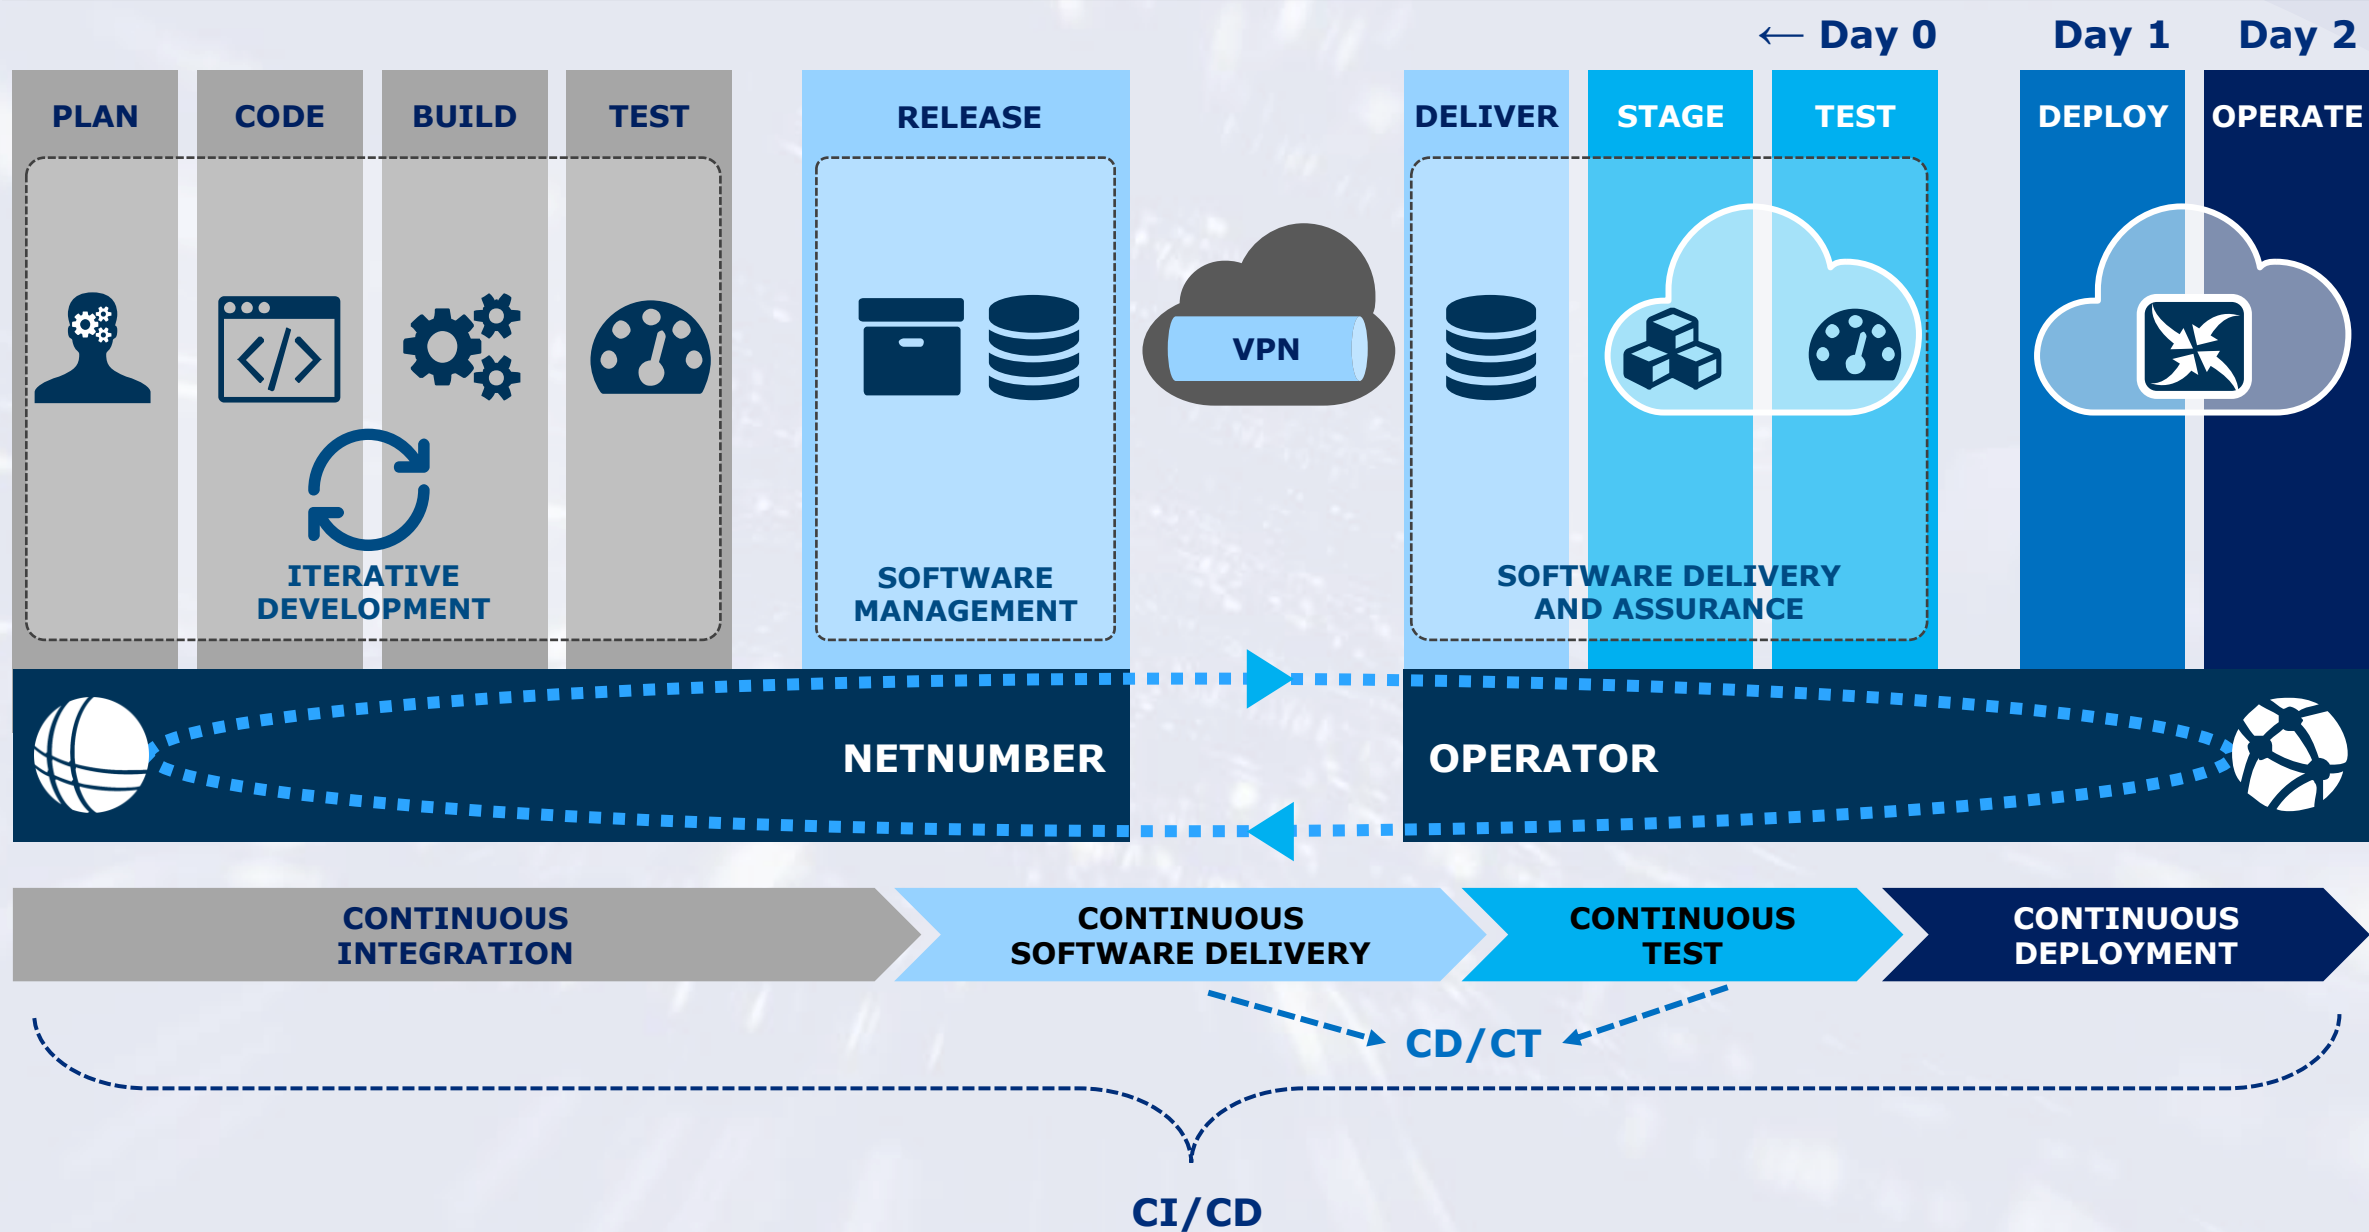 ← Day 0
Day 1
Day 2
PLAN
CODE
BUILD
TEST
RELEASE
DELIVER
STAGE
TEST
DEPLOY
OPERATE
VPN
ITERATIVE
DEVELOPMENT
SOFTWARE
MANAGEMENT
SOFTWARE DELIVERY
AND ASSURANCE
NETNUMBER
OPERATOR
CONTINUOUS
INTEGRATION
CONTINUOUS
SOFTWARE DELIVERY
CONTINUOUS
TEST
CONTINUOUS
DEPLOYMENT
CD/CT
CI/CD